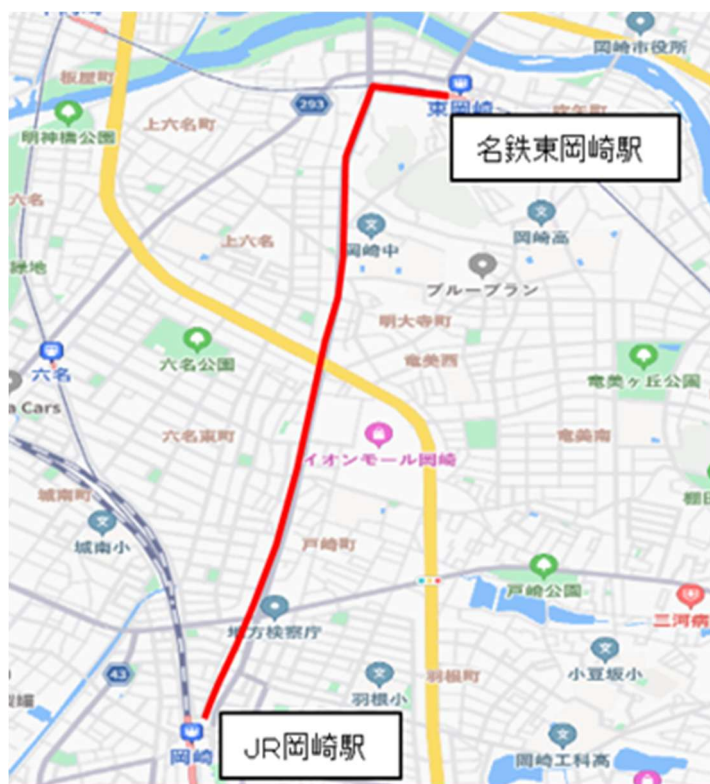 岡崎市役所
板屋町
293
東岡崎
明神橋公園
上六名町
名鉄東岡崎駅
六名
上六名
岡崎中
岡崎高
緑地
ブループラン
明大寺町
六名公園
竜美西
六名
竜美ヶ丘公園
a Cars
六名東町
イオンモール岡崎
竜美南
城南町
城南小
戸崎町
戸崎公園
地方検察庁
三河病
43
羽根町
小豆坂小
羽根小
岡崎
JR岡崎駅
岡崎工科高